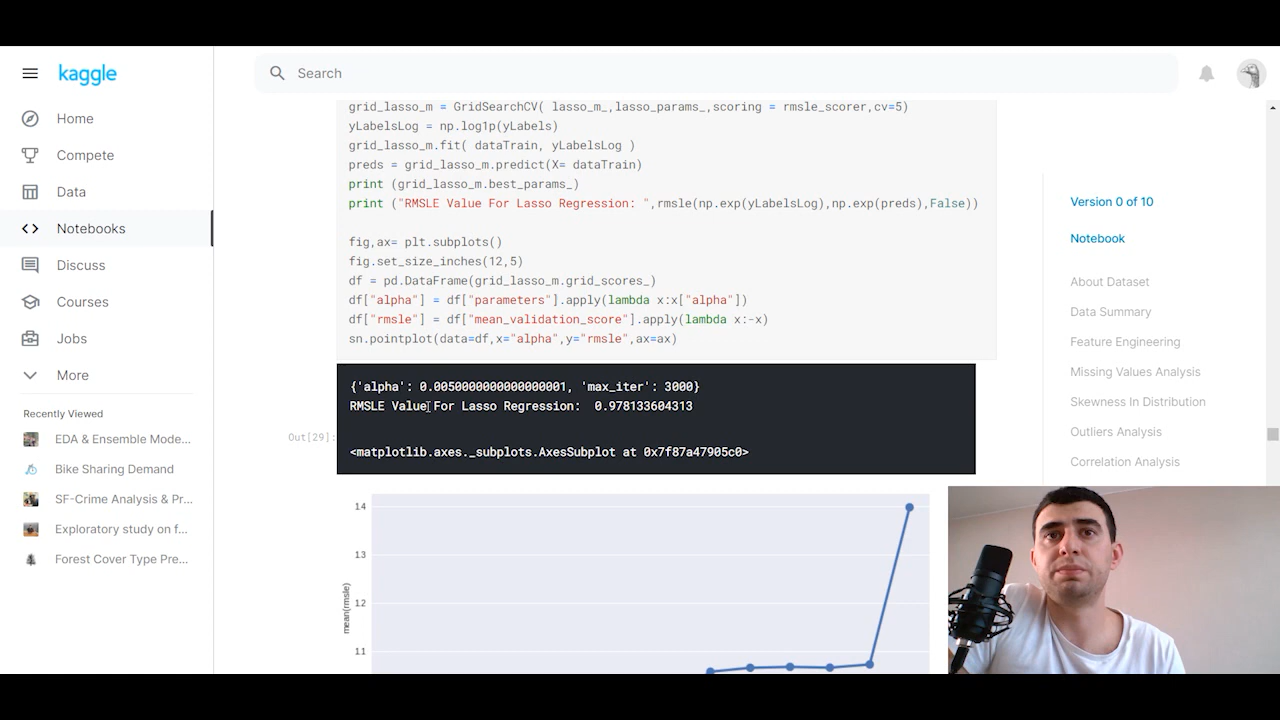 kaggle
Search
Home
Compete
Data
Notebooks
Discuss
Courses
Jobs
More
Recently Viewed
EDA & Ensemble Mode...
Bike Sharing Demand
SF-Crime Analysis & Pr...
Exploratory study on f...
Forest Cover Type Pre...
grid_lasso_m = GridSearchCV( lasso_m_,lasso_params_,scoring = rmsle_scorer,cv=5)
yLabelsLog = np.log1p(yLabels)
grid_lasso_m.fit( dataTrain, yLabelsLog )
preds = grid_lasso_m.predict(X= dataTrain)
print (grid_lasso_m.best_params_)
print ("RMSLE Value For Lasso Regression: ",rmsle(np.exp(yLabelsLog),np.exp(preds),False))
fig,ax= plt.subplots()
fig.set_size_inches(12,5)
df = pd.DataFrame(grid_lasso_m.grid_scores_)
df["alpha"] = df["parameters"].apply(lambda x:x["alpha"])
df["rmsle"] = df["mean_validation_score"].apply(lambda x:-x)
sn.pointplot(data=df,x="alpha",y="rmsle",ax=ax)
{'alpha': 0.0050000000000000001, 'max_iter': 3000}
RMSLE Value For Lasso Regression:  0.978133604313
Out[29]:
<matplotlib.axes._subplots.AxesSubplot at 0x7f87a47905c0>
14
13
12
11
mean(rmsle)
Version 0 of 10
Notebook
About Dataset
Data Summary
Feature Engineering
Missing Values Analysis
Skewness In Distribution
Outliers Analysis
Correlation Analysis